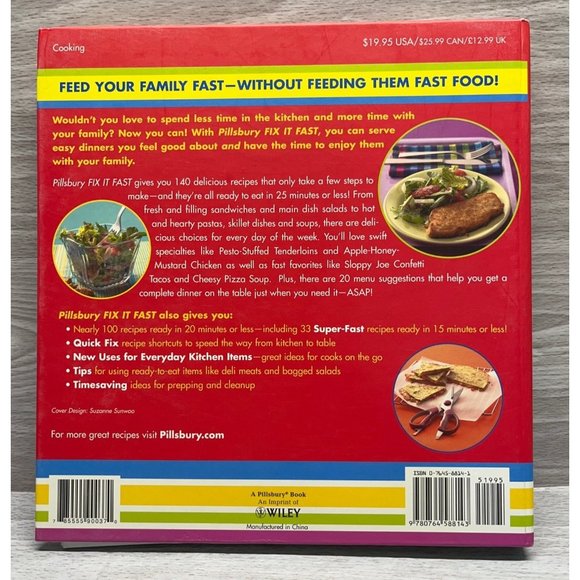 Cooking
$19.95 USA/$25.99 CAN/£12.99 UK
FEED YOUR FAMILY FAST—WITHOUT FEEDING THEM FAST FOOD!
Wouldn't you love to spend less time in the kitchen and more time with
your family? Now you can! With Pillsbury FIX IT FAST, you can serve
easy dinners you feel good about and have the time to enjoy them
with your family.
Pillsbury FIX IT FAST gives you 140 delicious recipes that only take a few steps to
make—and they're all ready to eat in 25 minutes or less! From
fresh and filling sandwiches and main dish salads to hot
and hearty pastas, skillet dishes and soups, there are deli-
cious choices for every day of the week. You'll love swift
specialties like Pesto-Stuffed Tenderloins and Apple-Honey-
Mustard Chicken as well as fast favorites like Sloppy Joe Confetti
Tacos and Cheesy Pizza Soup. Plus, there are 20 menu suggestions that help you get a
complete dinner on the table just when you need it—ASAP!
Pillsbury FIX IT FAST also gives you:
• Nearly 100 recipes ready in 20 minutes or less—including 33 Super-Fast recipes ready in 15 minutes or less!
• Quick Fix recipe shortcuts to speed the way from kitchen to table
• New Uses for Everyday Kitchen Items—great ideas for cooks on the go
• Tips for using ready-to-eat items like deli meats and bagged salads
• Timesaving ideas for prepping and cleanup
Cover Design: Suzanne Sunwoo
For more great recipes visit Pillsbury.com
ISBN 0-7645-8814-1
51995
9 780764 588143
7 85555 90037 0
A Pillsbury® Book
An Imprint of
WILEY
Manufactured in China